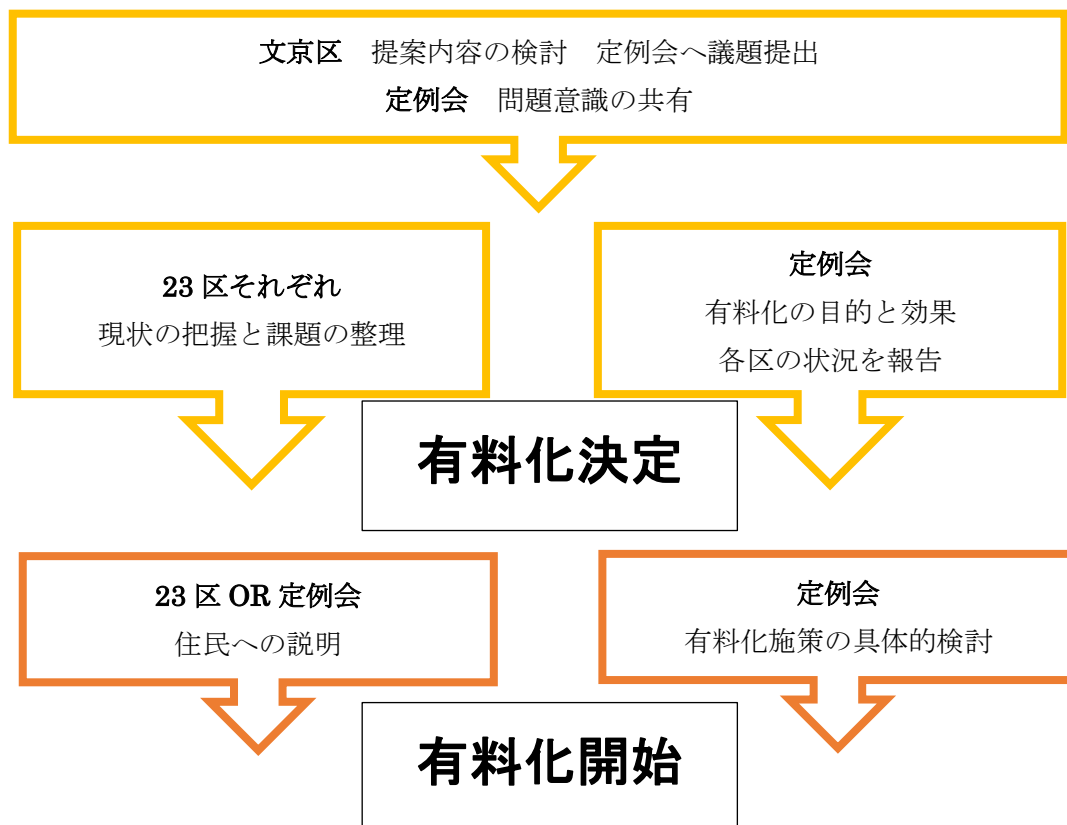 文京区　提案内容の検討　定例会へ議題提出
定例会　問題意識の共有
23 区それぞれ
現状の把握と課題の整理
定例会
有料化の目的と効果
各区の状況を報告
有料化決定
23 区 OR 定例会
住民への説明
定例会
有料化施策の具体的検討
有料化開始